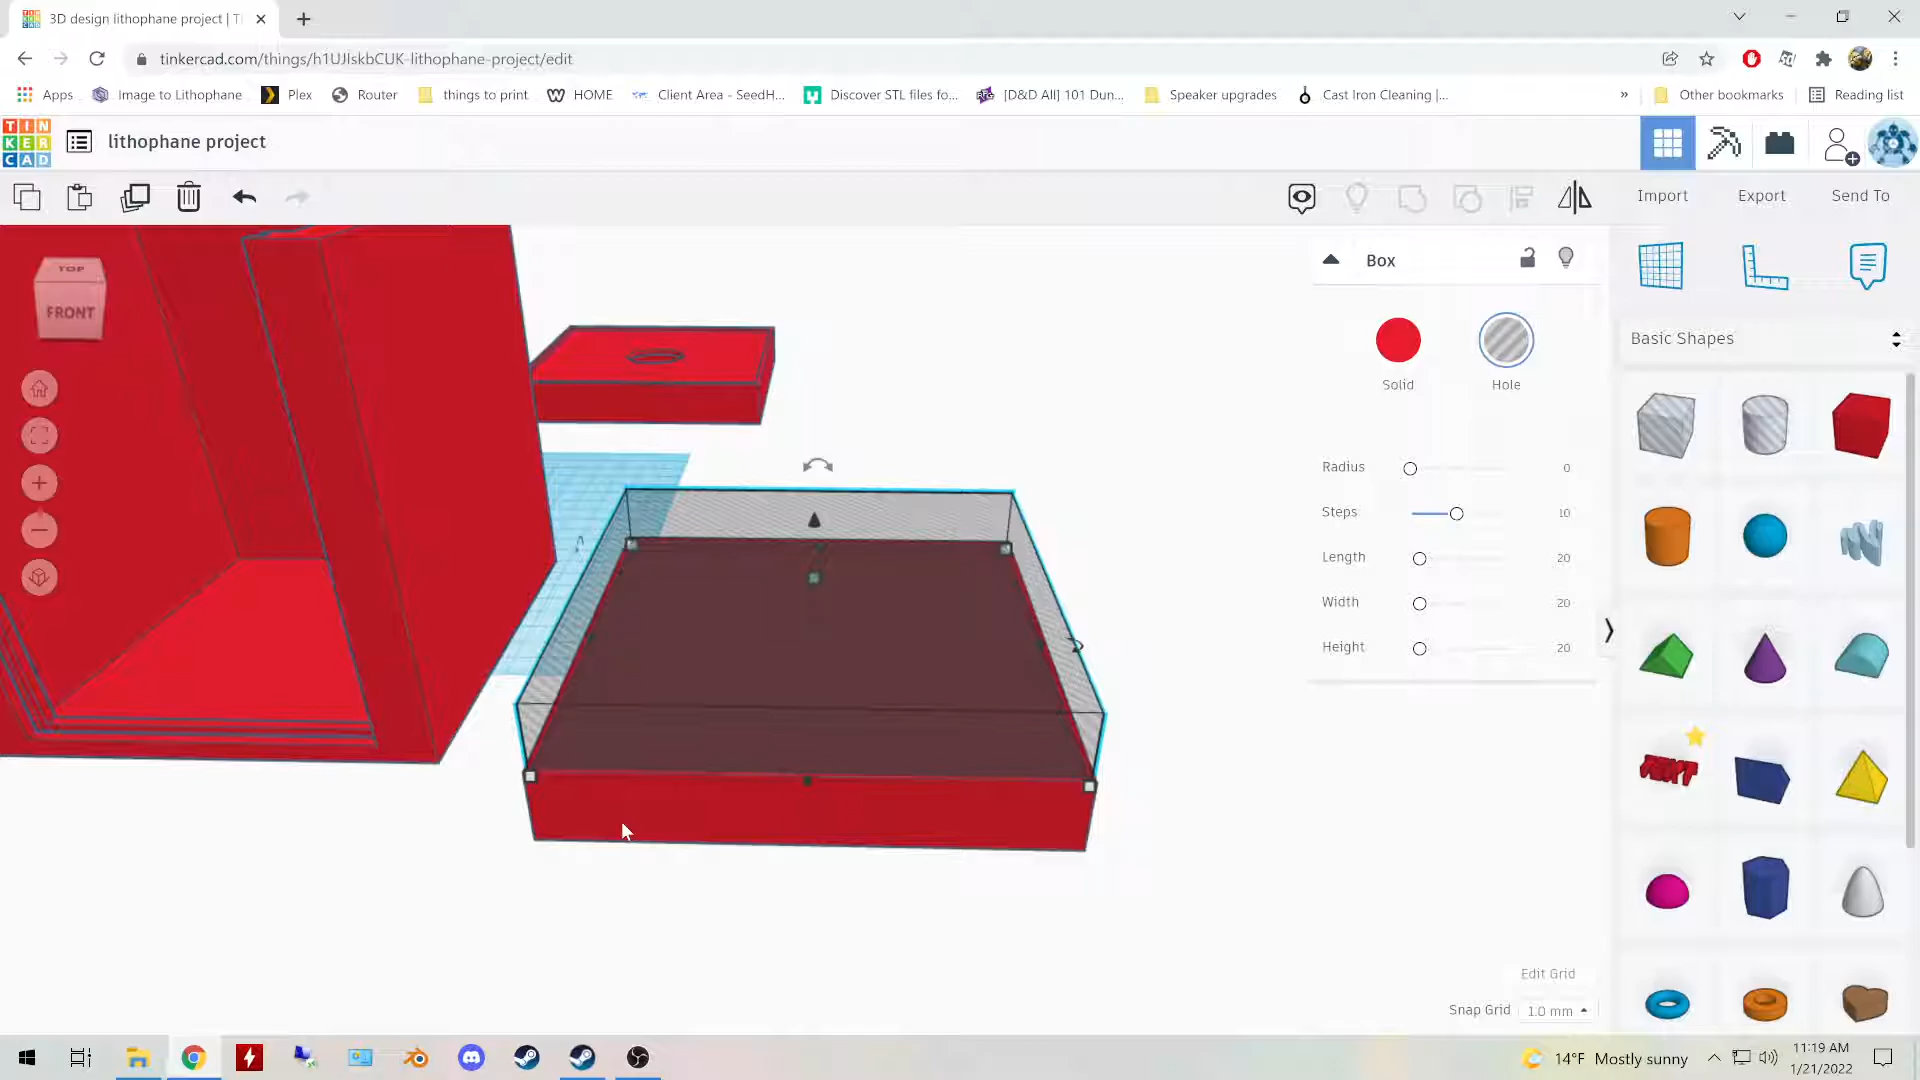 3D design lithophane project | Ti
tinkercad.com/things/h1UJIskbCUK-lithophane-project/edit
Apps
Image to Lithophane
Plex
Router
things to print
HOME
Client Area - SeedH...
Discover STL files fo...
[D&D All] 101 Dun...
Speaker upgrades
Cast Iron Cleaning |...
»
Other bookmarks
Reading list
TIN
KER
CAD
lithophane project
Import
Export
Send To
TOP
FRONT
Box
Solid
Hole
Radius
0
Steps
10
Length
20
Width
20
Height
20
Basic Shapes
TEXT
Edit Grid
Snap Grid
1.0 mm
14°F Mostly sunny
11:19 AM
1/21/2022